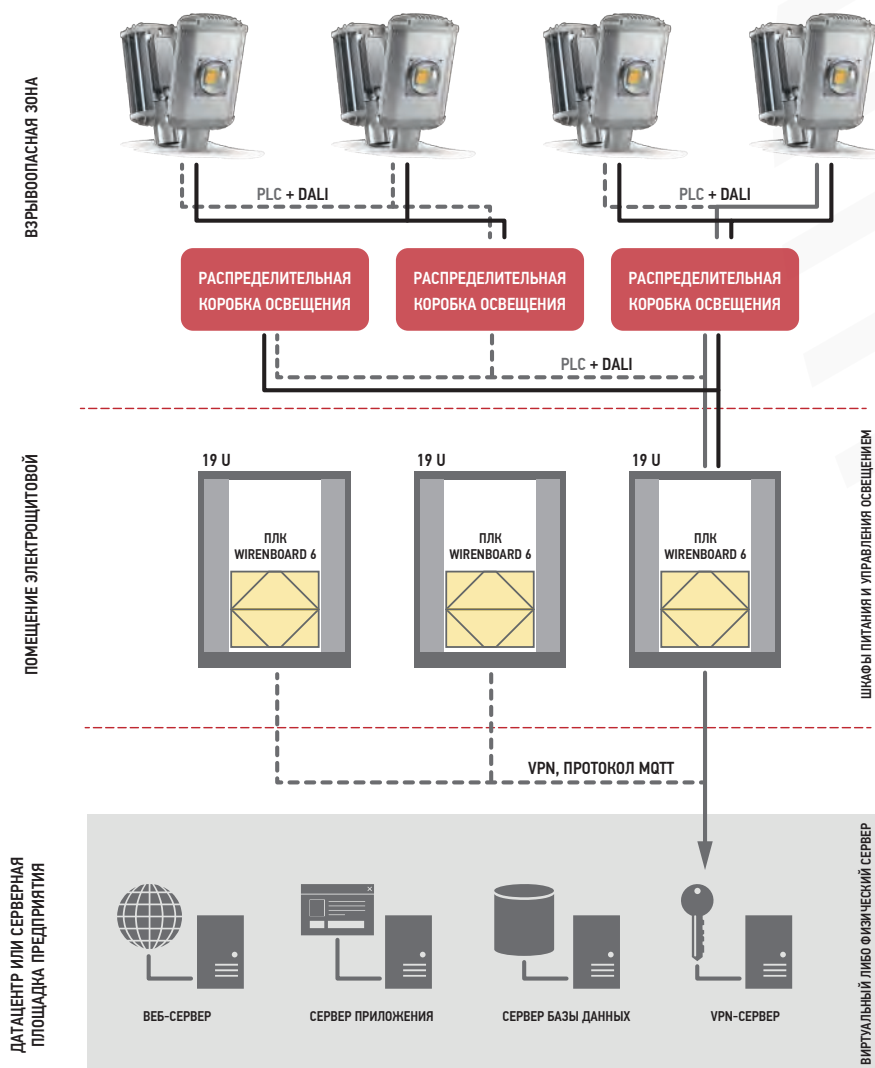 ВЗРЫВООПАСНАЯ ЗОНА
PLC + DALI
PLC + DALI
РАСПРЕДЕЛИТЕЛЬНАЯ
КОРОБКА ОСВЕЩЕНИЯ
РАСПРЕДЕЛИТЕЛЬНАЯ
КОРОБКА ОСВЕЩЕНИЯ
РАСПРЕДЕЛИТЕЛЬНАЯ
КОРОБКА ОСВЕЩЕНИЯ
PLC + DALI
ПОМЕЩЕНИЕ ЭЛЕКТРОЩИТОВОЙ
19 U
ПЛК
WIRENBOARD 6
19 U
ПЛК
WIRENBOARD 6
19 U
ПЛК
WIRENBOARD 6
ШКАФЫ ПИТАНИЯ И УПРАВЛЕНИЯ ОСВЕЩЕНИЕМ
VPN, ПРОТОКОЛ MQTT
ДАТАЦЕНТР ИЛИ СЕРВЕРНАЯ
ПЛОЩАДКА ПРЕДПРИЯТИЯ
ВЕБ-СЕРВЕР
СЕРВЕР ПРИЛОЖЕНИЯ
СЕРВЕР БАЗЫ ДАННЫХ
VPN-СЕРВЕР
ВИРТУАЛЬНЫЙ ЛИБО ФИЗИЧЕСКИЙ СЕРВЕР